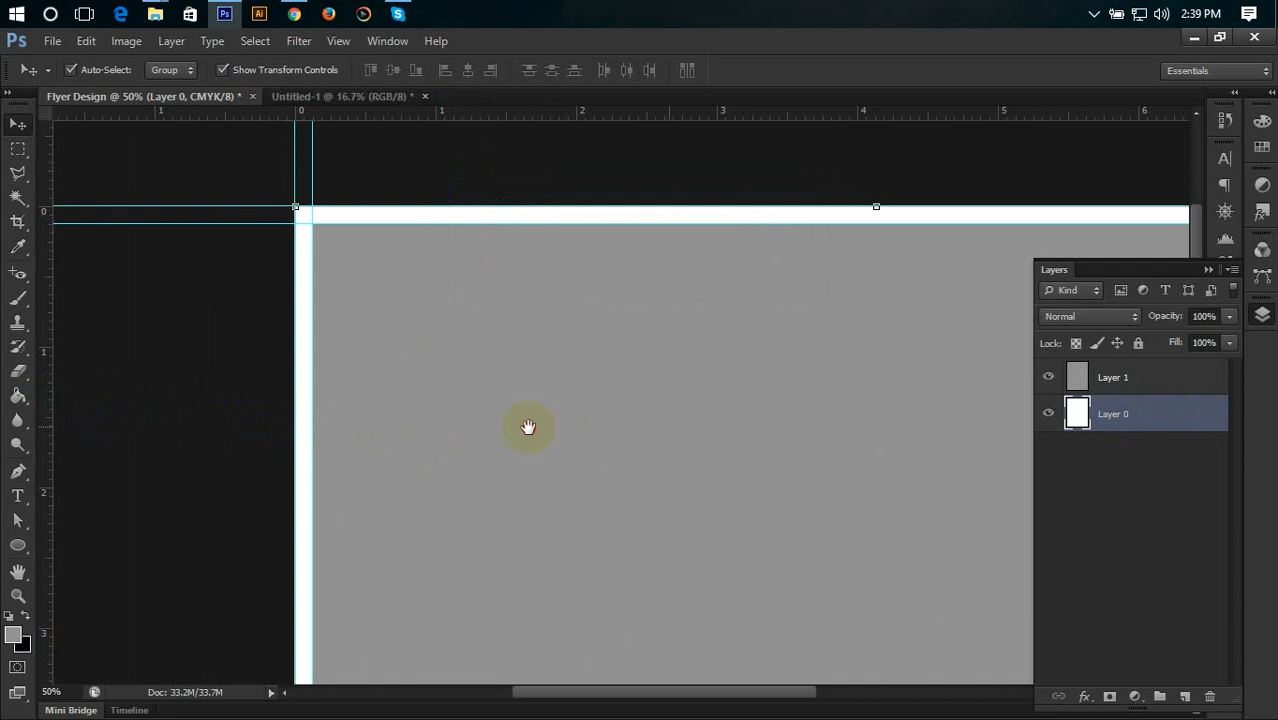 2:39 PM
Ps File Edit Image Layer Type Select Filter View Window Help
Auto-Select: Group Show Transform Controls Essentials
Flyer Design @ 50% (Layer 0, CMYK/8) * × Untitled-1 @ 16.7% (RGB/8) * ×
1 0 1 2 3 4 5 6
0
1
2
3
Layers
Kind
Normal Opacity: 100%
Lock: Fill: 100%
Layer 1
Layer 0
50% Doc: 33.2M/33.7M
Mini Bridge Timeline